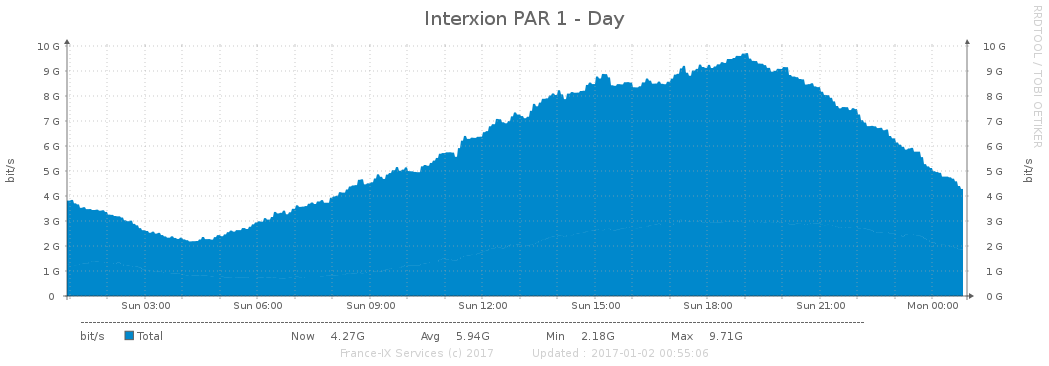 Interxion PAR 1 - Day
RRDTOOL / TOBI OETIKER
bit/s
bit/s
10 G 10 G
9 G 9 G
8 G 8 G
7 G 7 G
6 G 6 G
5 G 5 G
4 G 4 G
3 G 3 G
2 G 2 G
1 G 1 G
0 0 G
Sun 03:00 Sun 06:00 Sun 09:00 Sun 12:00 Sun 15:00 Sun 18:00 Sun 21:00 Mon 00:00
bit/s Total Now 4.27G Avg 5.94G Min 2.18G Max 9.71G
France-IX Services (c) 2017 Updated : 2017-01-02 00:55:06